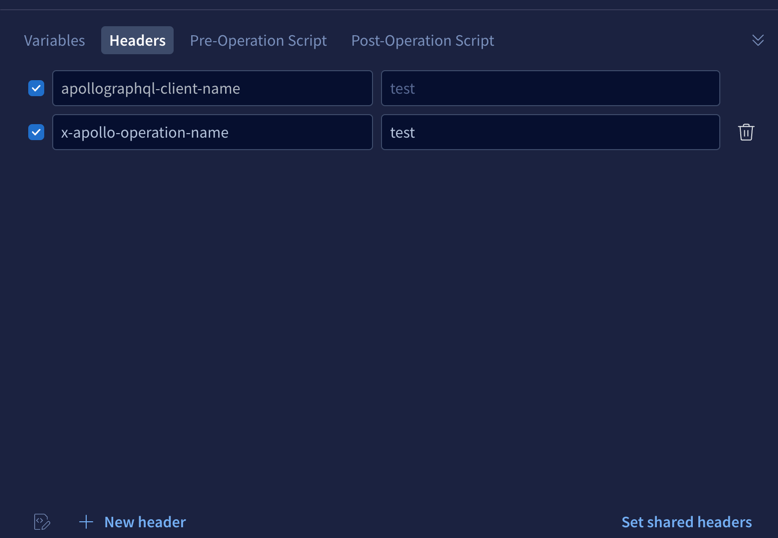 Variables Headers Pre-Operation Script Post-Operation Script
apollographql-client-name test
x-apollo-operation-name test
New header Set shared headers